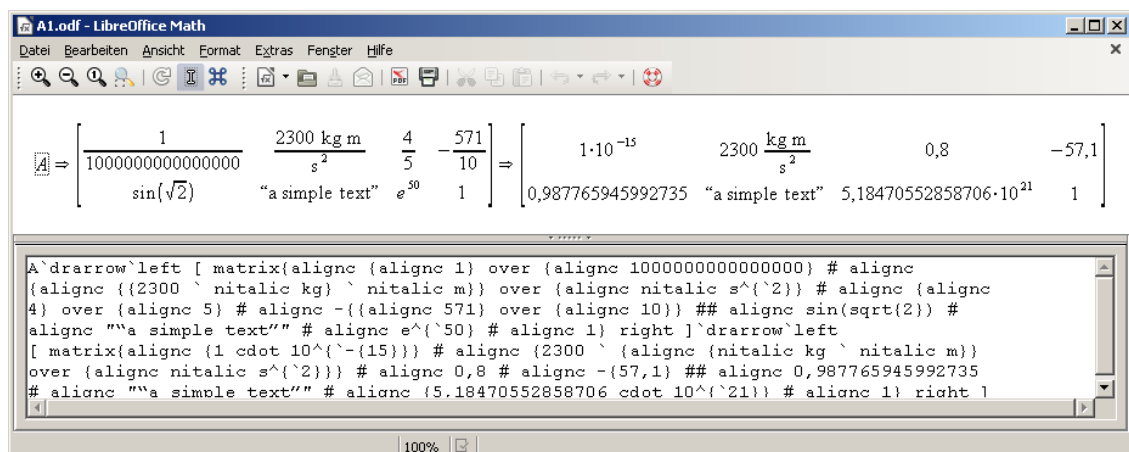 A1.odf - LibreOffice Math
Datei Bearbeiten Ansicht Format Extras Fenster Hilfe
A ⇒ [ 1/1000000000000000 2300 kg m/s² 4/5 −571/10 ] ⇒ [ 1·10⁻¹⁵ 2300 kg m/s² 0,8 −57,1 ]
[ sin(√2) “a simple text” e⁵⁰ 1 ] [ 0,987765945992735 “a simple text” 5,18470552858706·10²¹ 1 ]
A`drarrow`left [ matrix{alignc {alignc 1} over {alignc 1000000000000000} # alignc
{alignc {{2300 ` nitalic kg} ` nitalic m}} over {alignc nitalic s^{`2}} # alignc {alignc
4} over {alignc 5} # alignc -{{alignc 571} over {alignc 10}} ## alignc sin(sqrt{2}) #
alignc "“a simple text”" # alignc e^{`50} # alignc 1} right ]`drarrow`left
[ matrix{alignc {1 cdot 10^{`-{15}}} # alignc {2300 ` {alignc {nitalic kg ` nitalic m}}
over {alignc nitalic s^{`2}}} # alignc 0,8 # alignc -{57,1} ## alignc 0,987765945992735
# alignc "“a simple text”" # alignc {5,18470552858706 cdot 10^{`21}} # alignc 1} right ]
100%